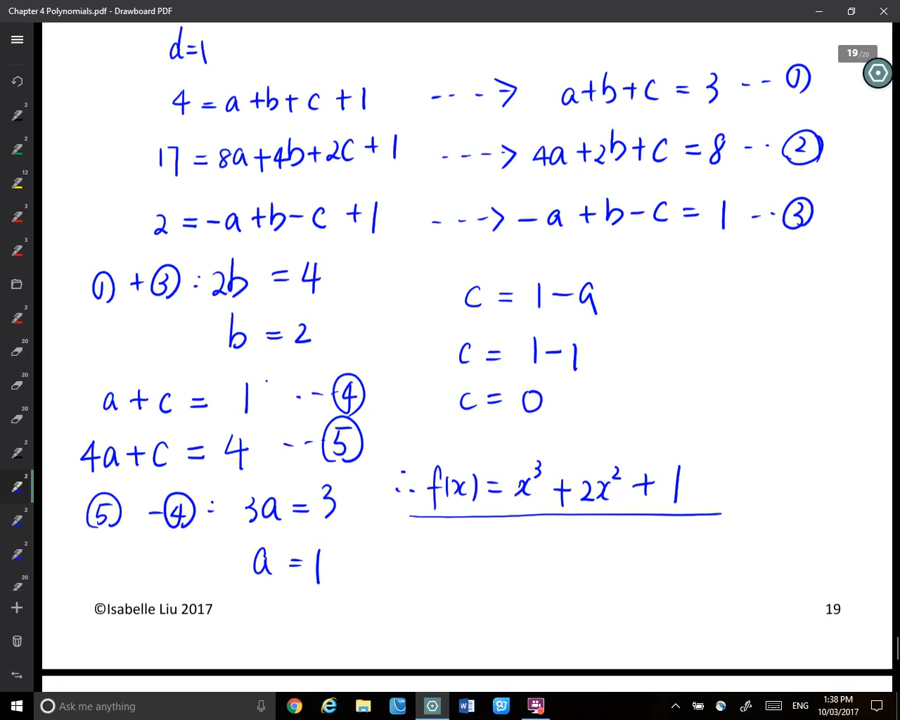 Chapter 4 Polynomials.pdf - Drawboard PDF
19/26
d=1
4 = a+b+c+1 ---> a+b+c = 3 -- ①
17 = 8a+4b+2c+1 ---> 4a+2b+c = 8 -- ②
2 = -a+b-c+1 ---> -a+b-c = 1 -- ③
① + ③ : 2b = 4
b = 2
a+c = 1 -- ④
4a+c = 4 -- ⑤
⑤ - ④ : 3a = 3
a = 1
c = 1-a
c = 1-1
c = 0
∴ f(x) = x³ + 2x² + 1
©Isabelle Liu 2017
19
Ask me anything
ENG
1:38 PM
10/03/2017